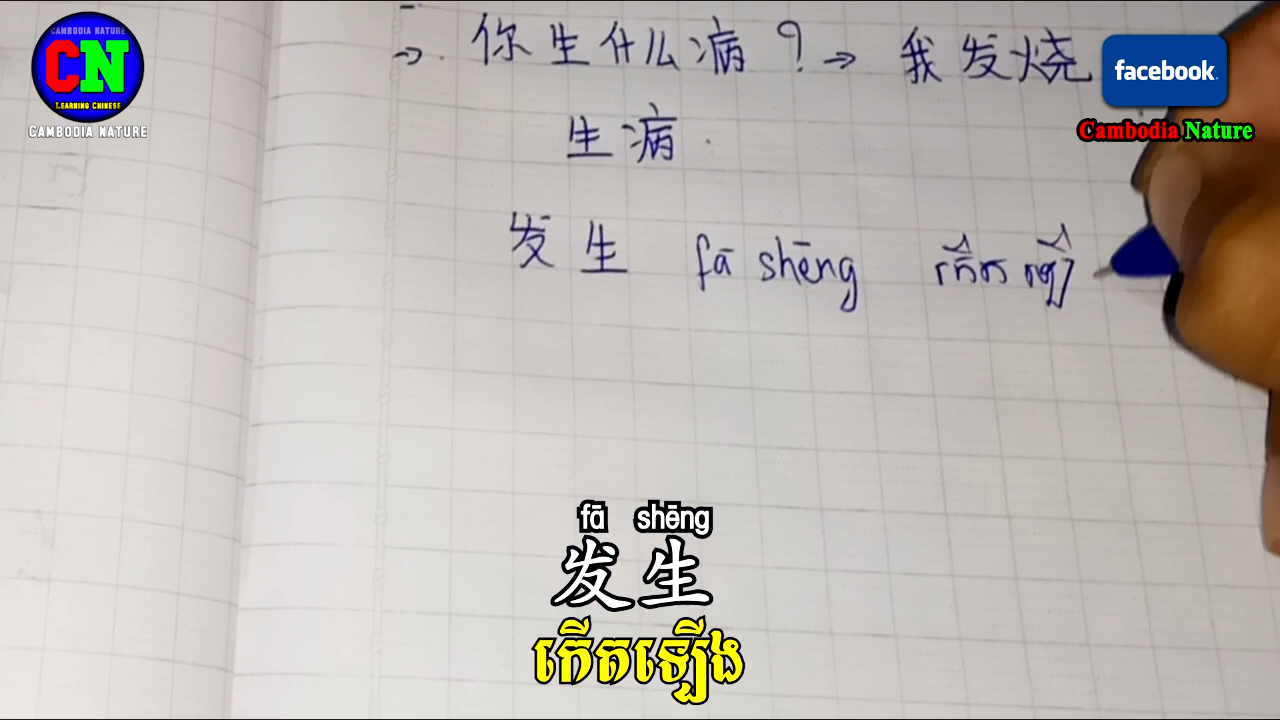 CAMBODIA NATURE
CN
LEARNING CHINESE
CAMBODIA NATURE
→ 你生什么病？→ 我发烧
facebook
Cambodia Nature
生病.
发生 fā shēng កើតឡើ
fā shēng
发生
កើតឡើង